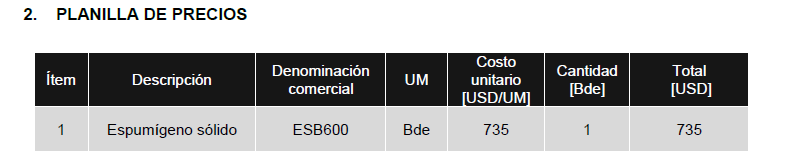 2. PLANILLA DE PRECIOS
Ítem Descripción Denominación comercial UM Costo unitario [USD/UM] Cantidad [Bde] Total [USD]
1 Espumígeno sólido ESB600 Bde 735 1 735